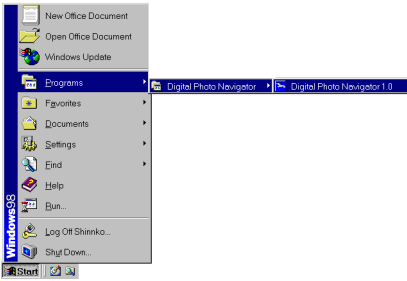 New Office Document
Open Office Document
Windows Update
Programs
Digital Photo Navigator
Digital Photo Navigator 1.0
Favorites
Documents
Settings
Find
Help
Run...
Log Off Shinnko...
Shut Down...
Windows98
Start